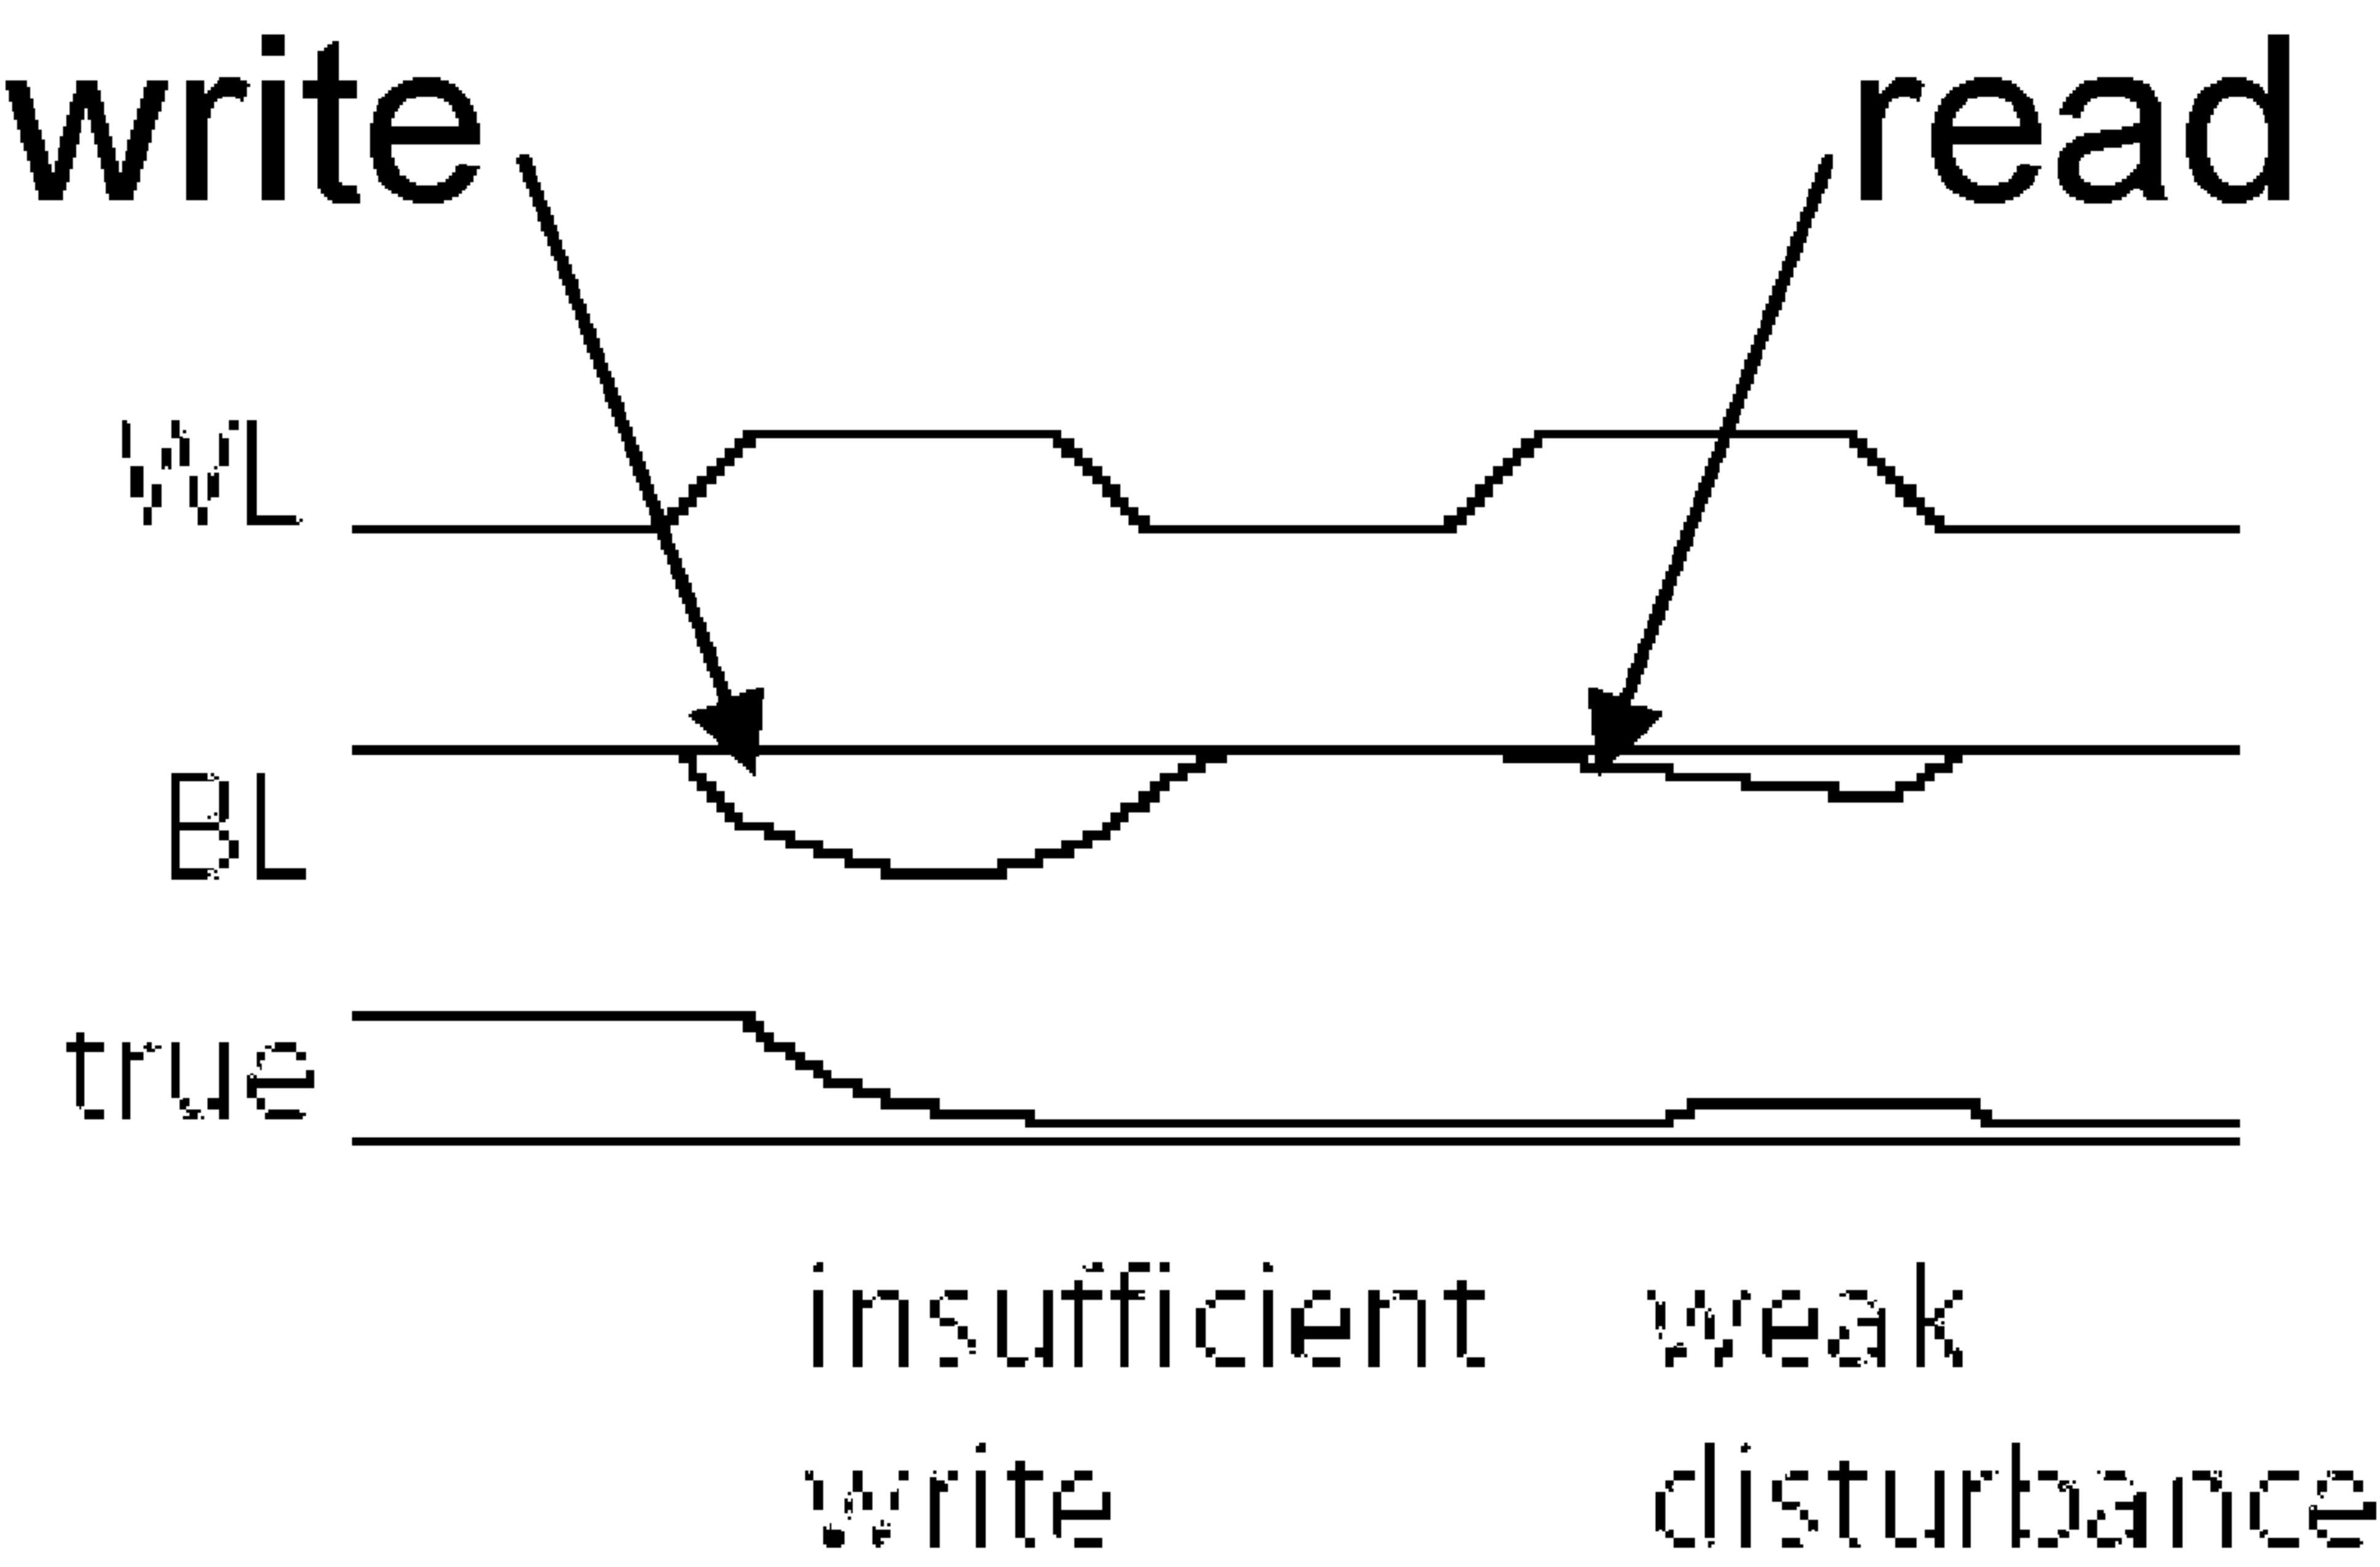 write read
WL
BL
true
insufficient weak
write disturbance